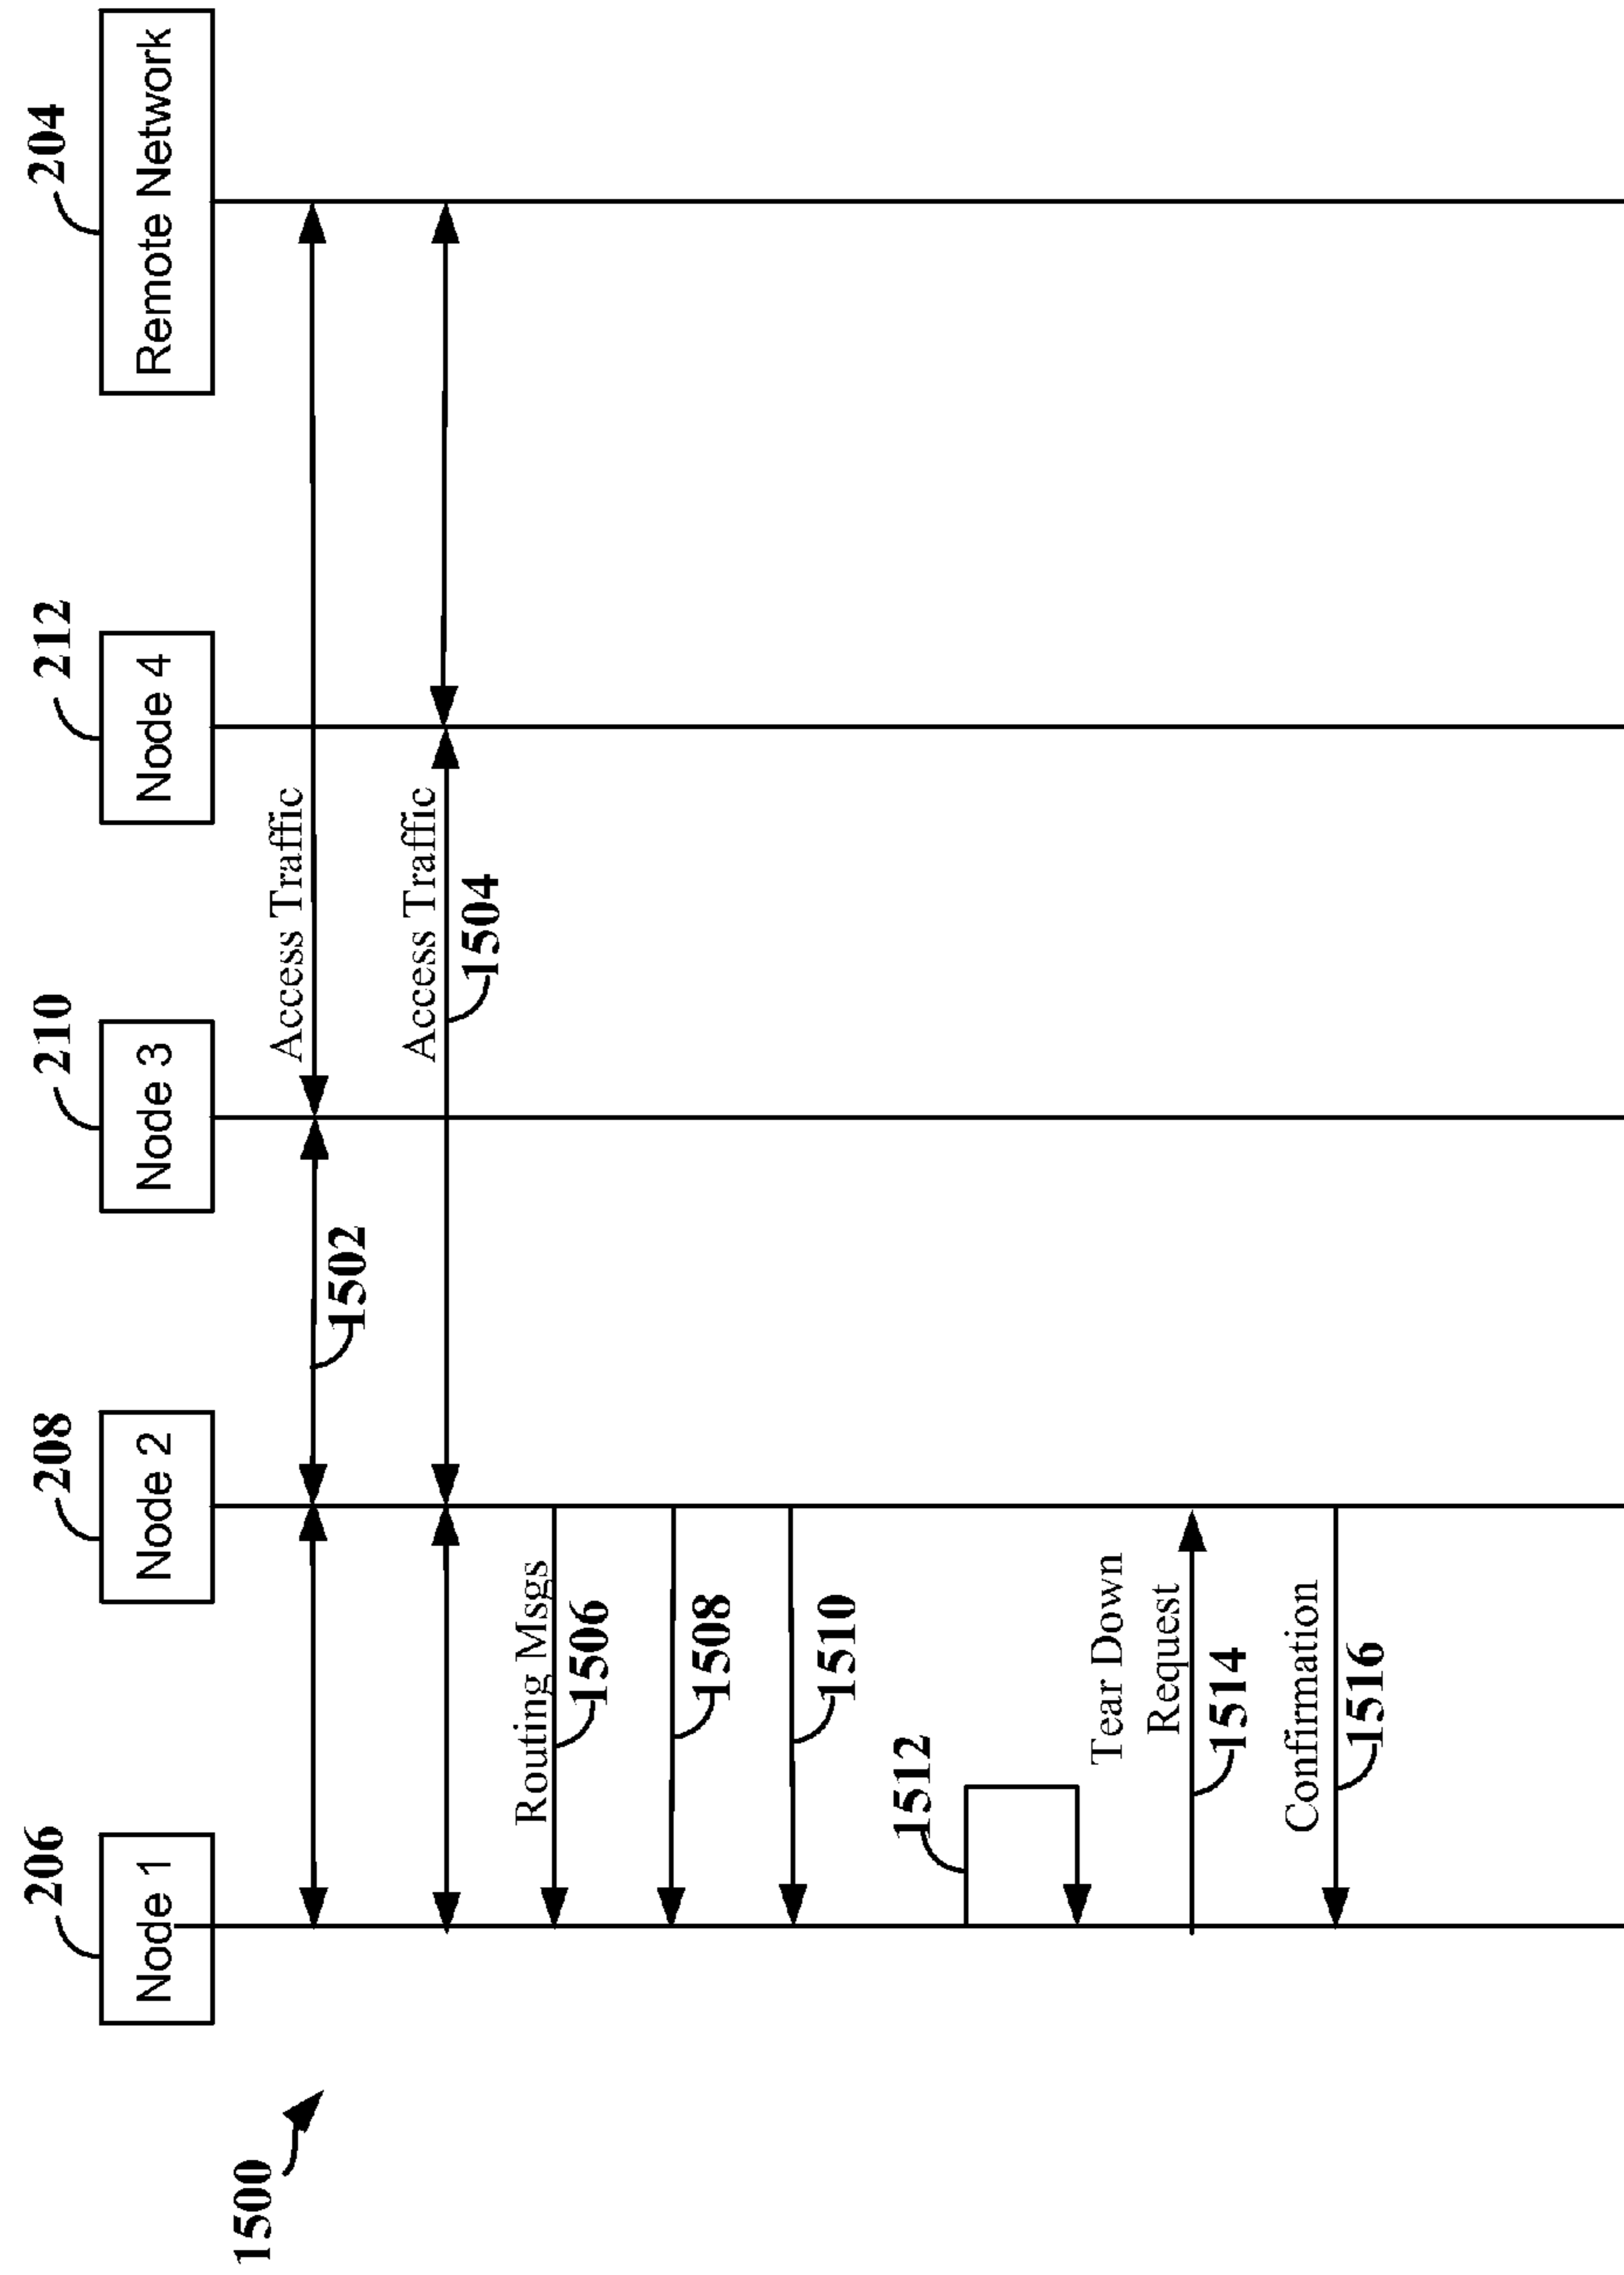 206
208
210
212
204
Node 1
Node 2
Node 3
Node 4
Remote Network
1500
Access Traffic
1502
Access Traffic
1504
Routing Msgs
1506
1508
1510
1512
Tear Down
Request
1514
Confirmation
1516